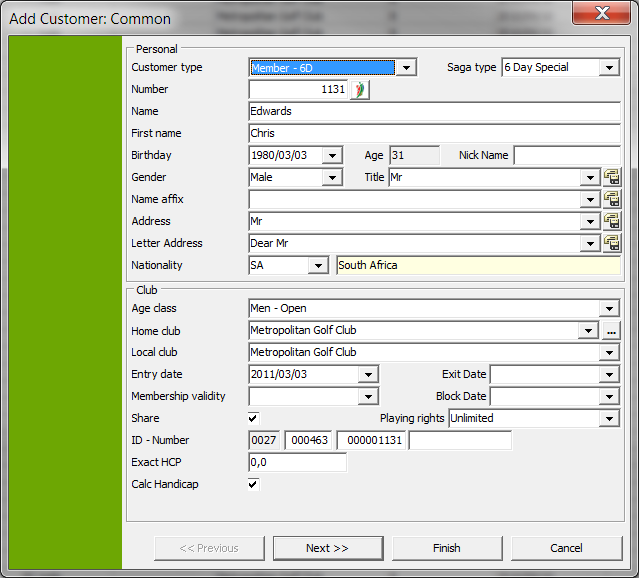 Add Customer: Common
Personal
Customer type Member - 6D Saga type 6 Day Special
Number 1131
Name Edwards
First name Chris
Birthday 1980/03/03 Age 31 Nick Name
Gender Male Title Mr
Name affix
Address Mr
Letter Address Dear Mr
Nationality SA South Africa
Club
Age class Men - Open
Home club Metropolitan Golf Club ...
Local club Metropolitan Golf Club
Entry date 2011/03/03 Exit Date
Membership validity Block Date
Share Playing rights Unlimited
ID - Number 0027 000463 000001131
Exact HCP 0,0
Calc Handicap
<< Previous Next >> Finish Cancel